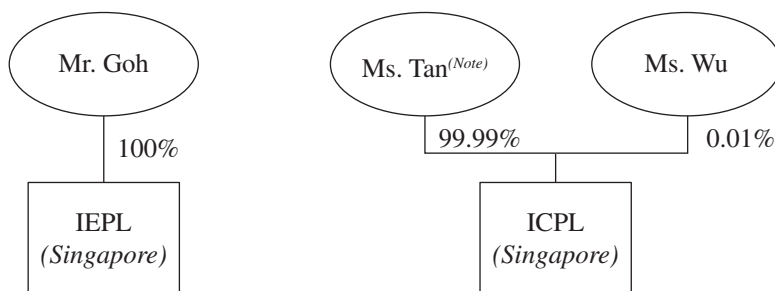 Mr. Goh
Ms. Tan(Note)
Ms. Wu
100%
99.99%
0.01%
IEPL
(Singapore)
ICPL
(Singapore)